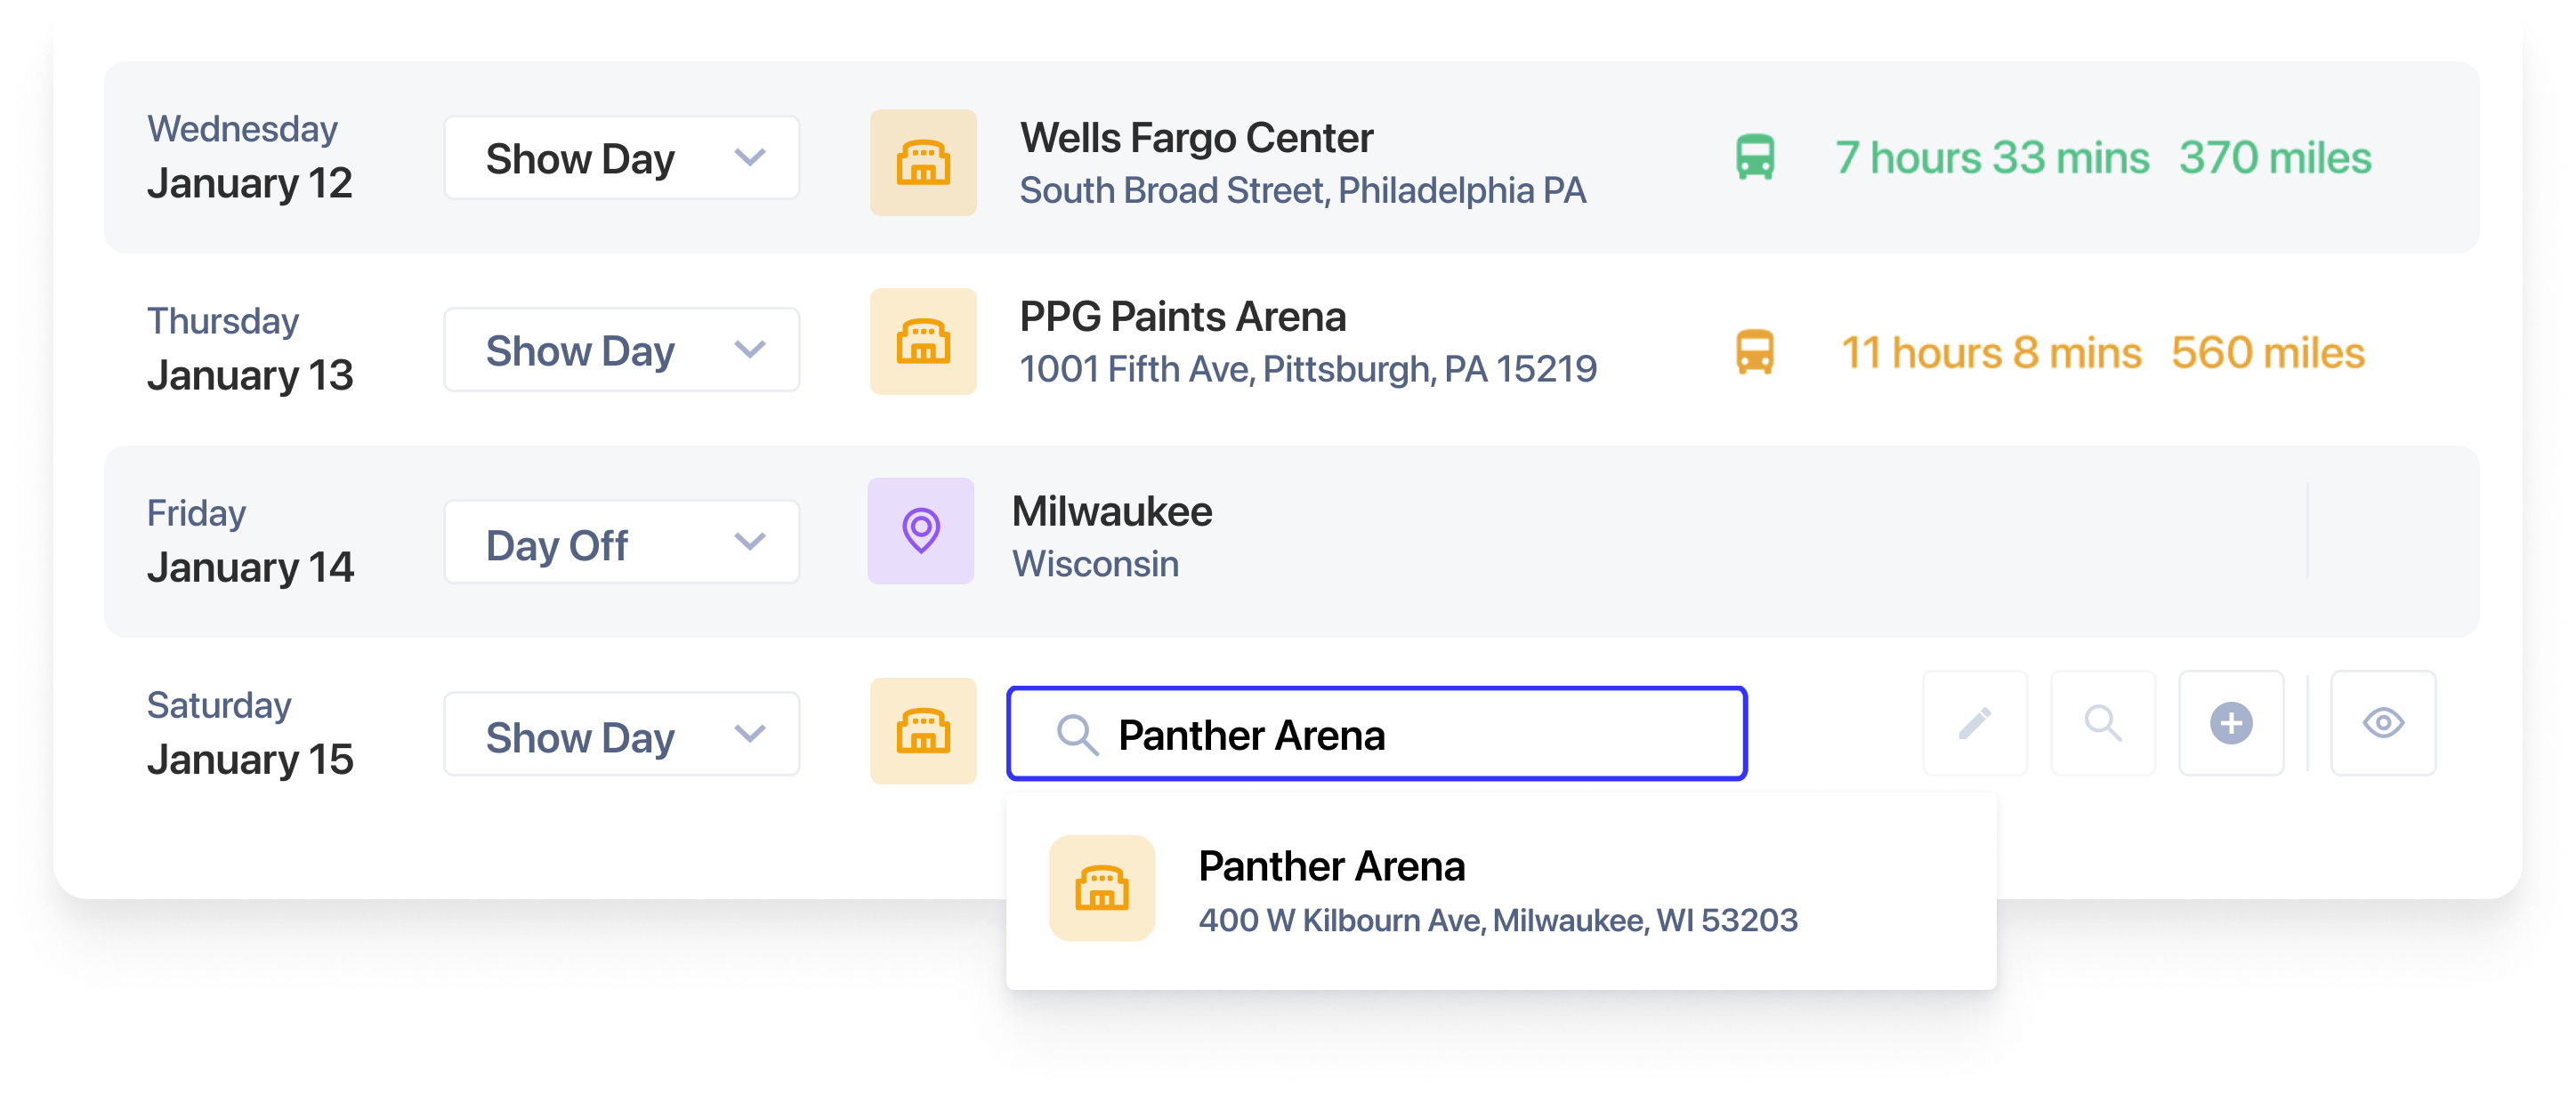 Wednesday
January 12
Show Day
Wells Fargo Center
South Broad Street, Philadelphia PA
7 hours 33 mins 370 miles
Thursday
January 13
Show Day
PPG Paints Arena
1001 Fifth Ave, Pittsburgh, PA 15219
11 hours 8 mins 560 miles
Friday
January 14
Day Off
Milwaukee
Wisconsin
Saturday
January 15
Show Day
Panther Arena
Panther Arena
400 W Kilbourn Ave, Milwaukee, WI 53203